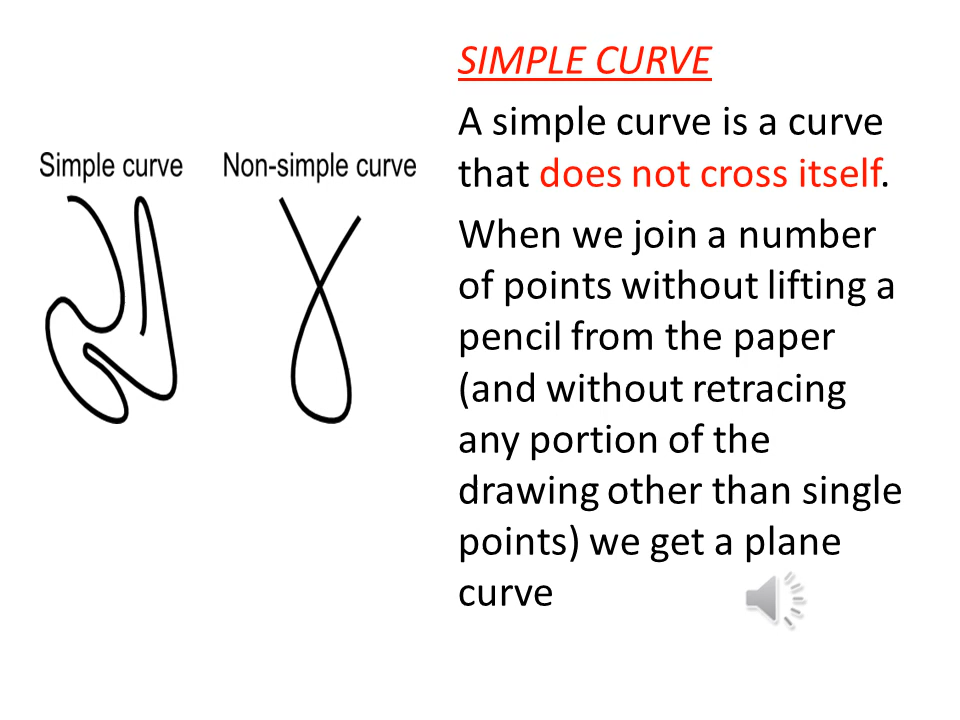 SIMPLE CURVE
A simple curve is a curve
that does not cross itself.
When we join a number
of points without lifting a
pencil from the paper
(and without retracing
any portion of the
drawing other than single
points) we get a plane
curve
Simple curve
Non-simple curve